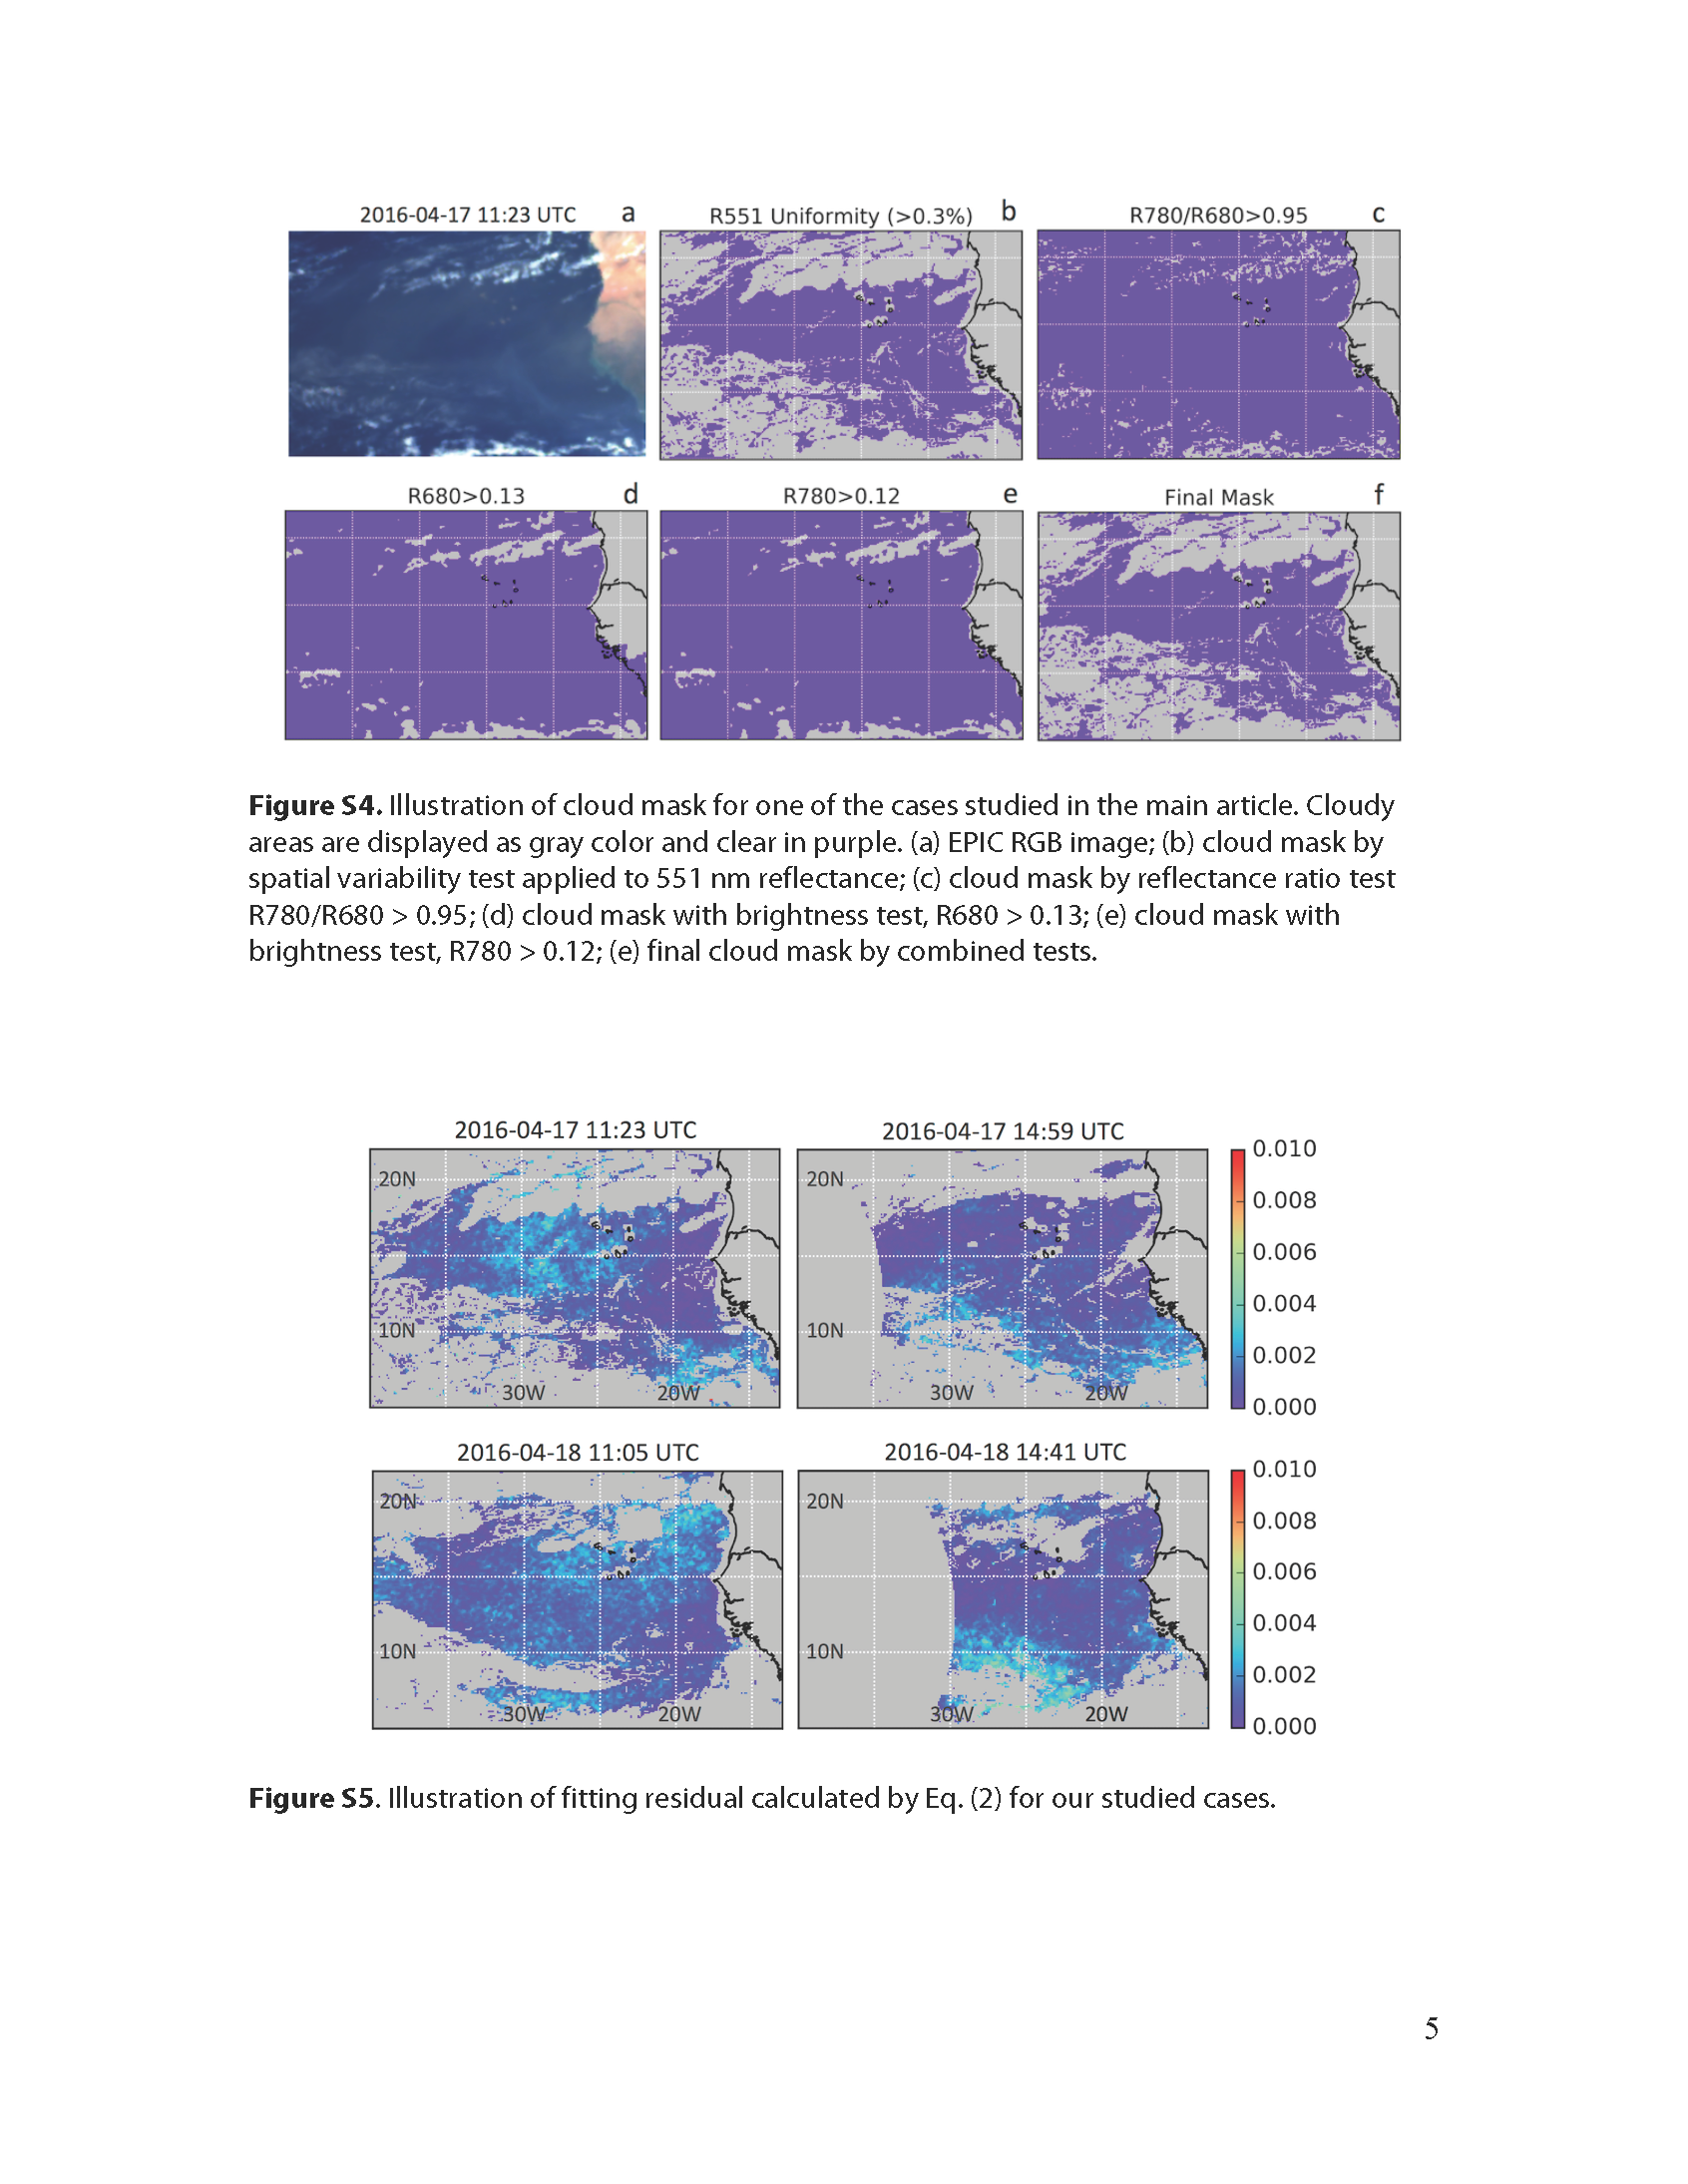 2016-04-17 11:23 UTC a
R551 Uniformity (>0.3%) b
R780/R680>0.95 c
R680>0.13 d
R780>0.12 e
Final Mask f
Figure S4. Illustration of cloud mask for one of the cases studied in the main article. Cloudy
areas are displayed as gray color and clear in purple. (a) EPIC RGB image; (b) cloud mask by
spatial variability test applied to 551 nm reflectance; (c) cloud mask by reflectance ratio test
R780/R680 > 0.95; (d) cloud mask with brightness test, R680 > 0.13; (e) cloud mask with
brightness test, R780 > 0.12; (e) final cloud mask by combined tests.
2016-04-17 11:23 UTC
20N
10N
30W 20W
2016-04-17 14:59 UTC
20N
10N
30W 20W
0.010
0.008
0.006
0.004
0.002
0.000
2016-04-18 11:05 UTC
20N
10N
30W 20W
2016-04-18 14:41 UTC
20N
10N
30W 20W
0.010
0.008
0.006
0.004
0.002
0.000
Figure S5. Illustration of fitting residual calculated by Eq. (2) for our studied cases.
5